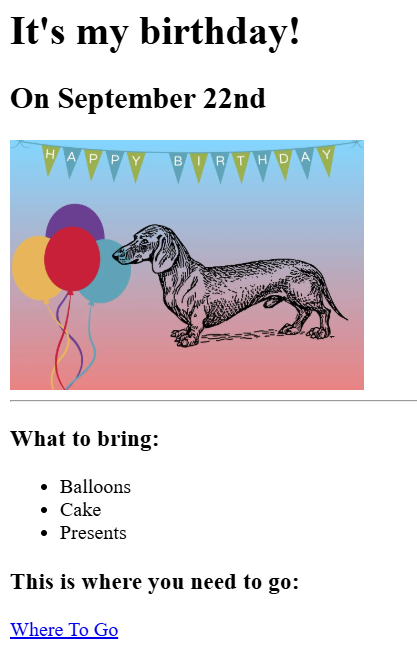 It's my birthday!
On September 22nd
HAPPY BIRTHDAY
What to bring:
Balloons
Cake
Presents
This is where you need to go:
Where To Go